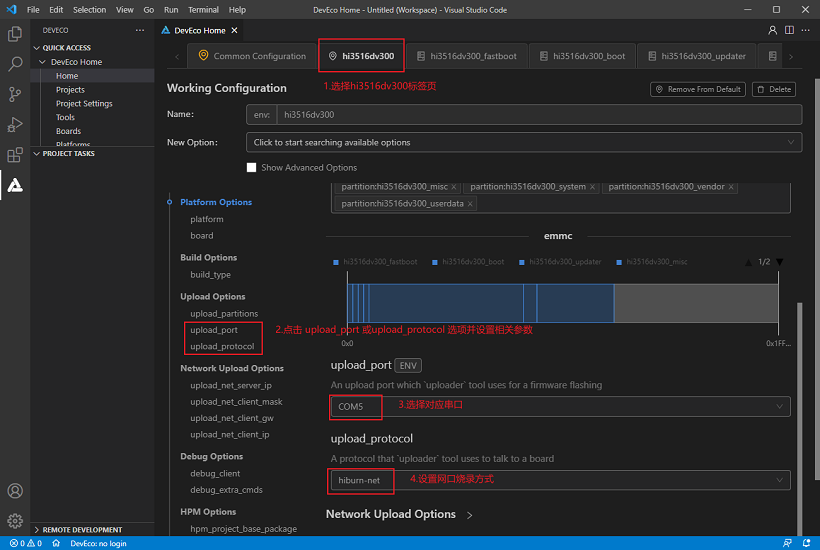 File Edit Selection View Go Run Terminal Help
DevEco Home - Untitled (Workspace) - Visual Studio Code
DEVECO
DevEco Home
QUICK ACCESS
DevEco Home
Home
Projects
Project Settings
Tools
Boards
Platforms
PROJECT TASKS
REMOTE DEVELOPMENT
Common Configuration
hi3516dv300
hi3516dv300_fastboot
hi3516dv300_boot
hi3516dv300_updater
1.选择hi3516dv300标签页
Working Configuration
Remove From Default
Delete
Name:
env:
hi3516dv300
New Option:
Click to start searching available options
Show Advanced Options
Platform Options
platform
board
Build Options
build_type
Upload Options
upload_partitions
upload_port
upload_protocol
2.点击 upload_port 或upload_protocol 选项并设置相关参数
Network Upload Options
upload_net_server_ip
upload_net_client_mask
upload_net_client_gw
upload_net_client_ip
Debug Options
debug_client
debug_extra_cmds
HPM Options
hpm_project_base_package
partition:hi3516dv300_misc ×
partition:hi3516dv300_system ×
partition:hi3516dv300_vendor ×
partition:hi3516dv300_userdata ×
emmc
hi3516dv300_fastboot
hi3516dv300_boot
hi3516dv300_updater
hi3516dv300_misc
1/2
0x0
0x1FF...
upload_port ENV
An upload port which `uploader` tool uses for a firmware flashing
COM5
3.选择对应串口
upload_protocol
A protocol that `uploader` tool uses to talk to a board
hiburn-net
4.设置网口烧录方式
Network Upload Options
0 0
DevEco: no login